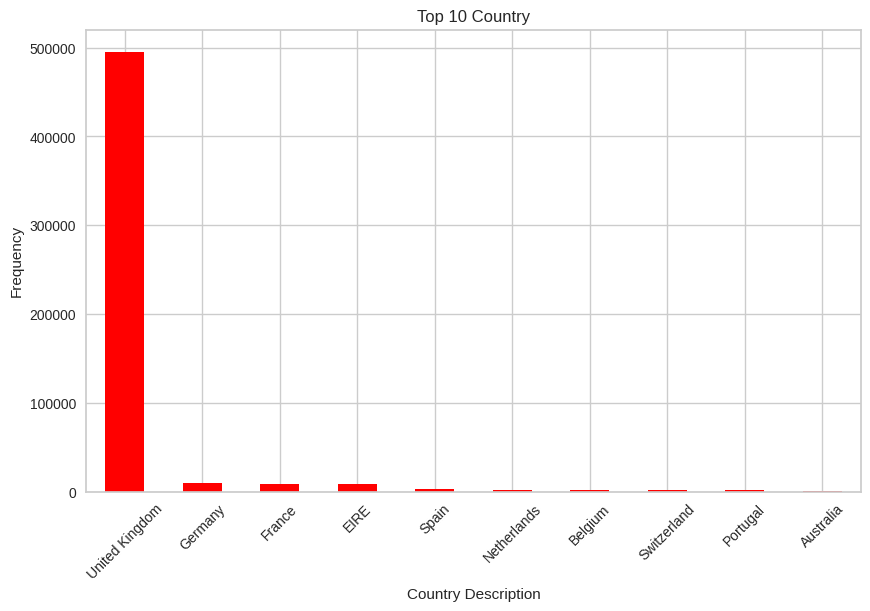 Top 10 Country
500000
400000
300000
200000
100000
0
Frequency
United Kingdom
Germany
France
EIRE
Spain
Netherlands
Belgium
Switzerland
Portugal
Australia
Country Description